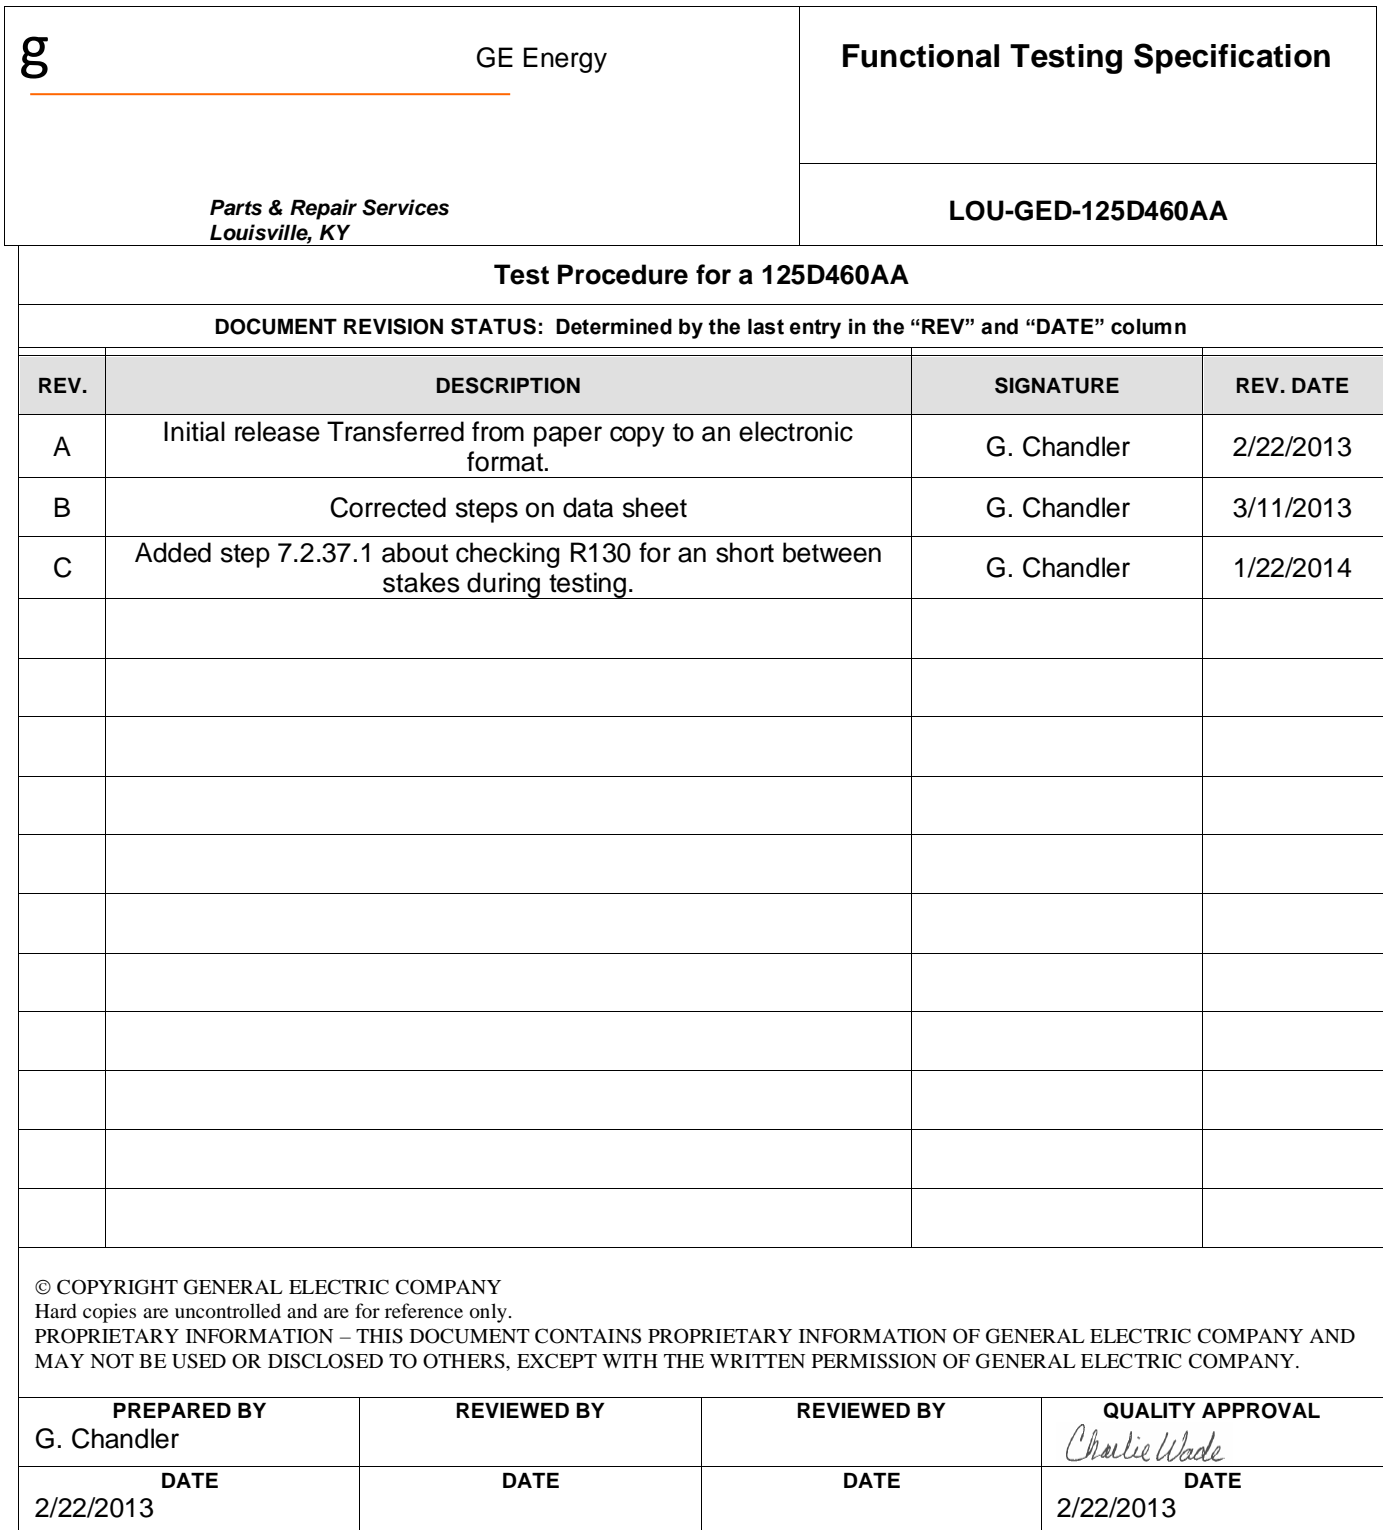 g
GE Energy
Functional Testing Specification
Parts & Repair Services
Louisville, KY
LOU-GED-125D460AA
Test Procedure for a 125D460AA
DOCUMENT REVISION STATUS: Determined by the last entry in the “REV” and “DATE” column
REV. DESCRIPTION SIGNATURE REV. DATE
A Initial release Transferred from paper copy to an electronic
format. G. Chandler 2/22/2013
B Corrected steps on data sheet G. Chandler 3/11/2013
C Added step 7.2.37.1 about checking R130 for an short between
stakes during testing. G. Chandler 1/22/2014
© COPYRIGHT GENERAL ELECTRIC COMPANY
Hard copies are uncontrolled and are for reference only.
PROPRIETARY INFORMATION – THIS DOCUMENT CONTAINS PROPRIETARY INFORMATION OF GENERAL ELECTRIC COMPANY AND
MAY NOT BE USED OR DISCLOSED TO OTHERS, EXCEPT WITH THE WRITTEN PERMISSION OF GENERAL ELECTRIC COMPANY.
PREPARED BY REVIEWED BY REVIEWED BY QUALITY APPROVAL
G. Chandler Charlie Wade
DATE DATE DATE DATE
2/22/2013 2/22/2013